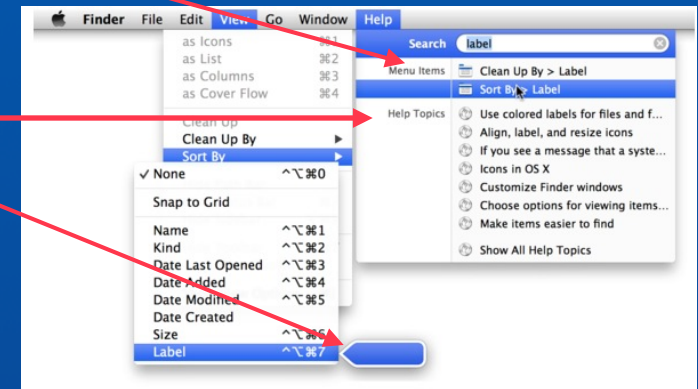 Finder File Edit View Go Window Help
as Icons ⌘1
as List ⌘2
as Columns ⌘3
as Cover Flow ⌘4
Clean Up
Clean Up By
Sort By
✓ None ^⌥⌘0
Snap to Grid
Name ^⌥⌘1
Kind ^⌥⌘2
Date Last Opened ^⌥⌘3
Date Added ^⌥⌘4
Date Modified ^⌥⌘5
Date Created
Size ^⌥⌘6
Label ^⌥⌘7
Search label
Menu Items Clean Up By > Label
Sort By > Label
Help Topics Use colored labels for files and f...
Align, label, and resize icons
If you see a message that a syste...
Icons in OS X
Customize Finder windows
Choose options for viewing items...
Make items easier to find
Show All Help Topics